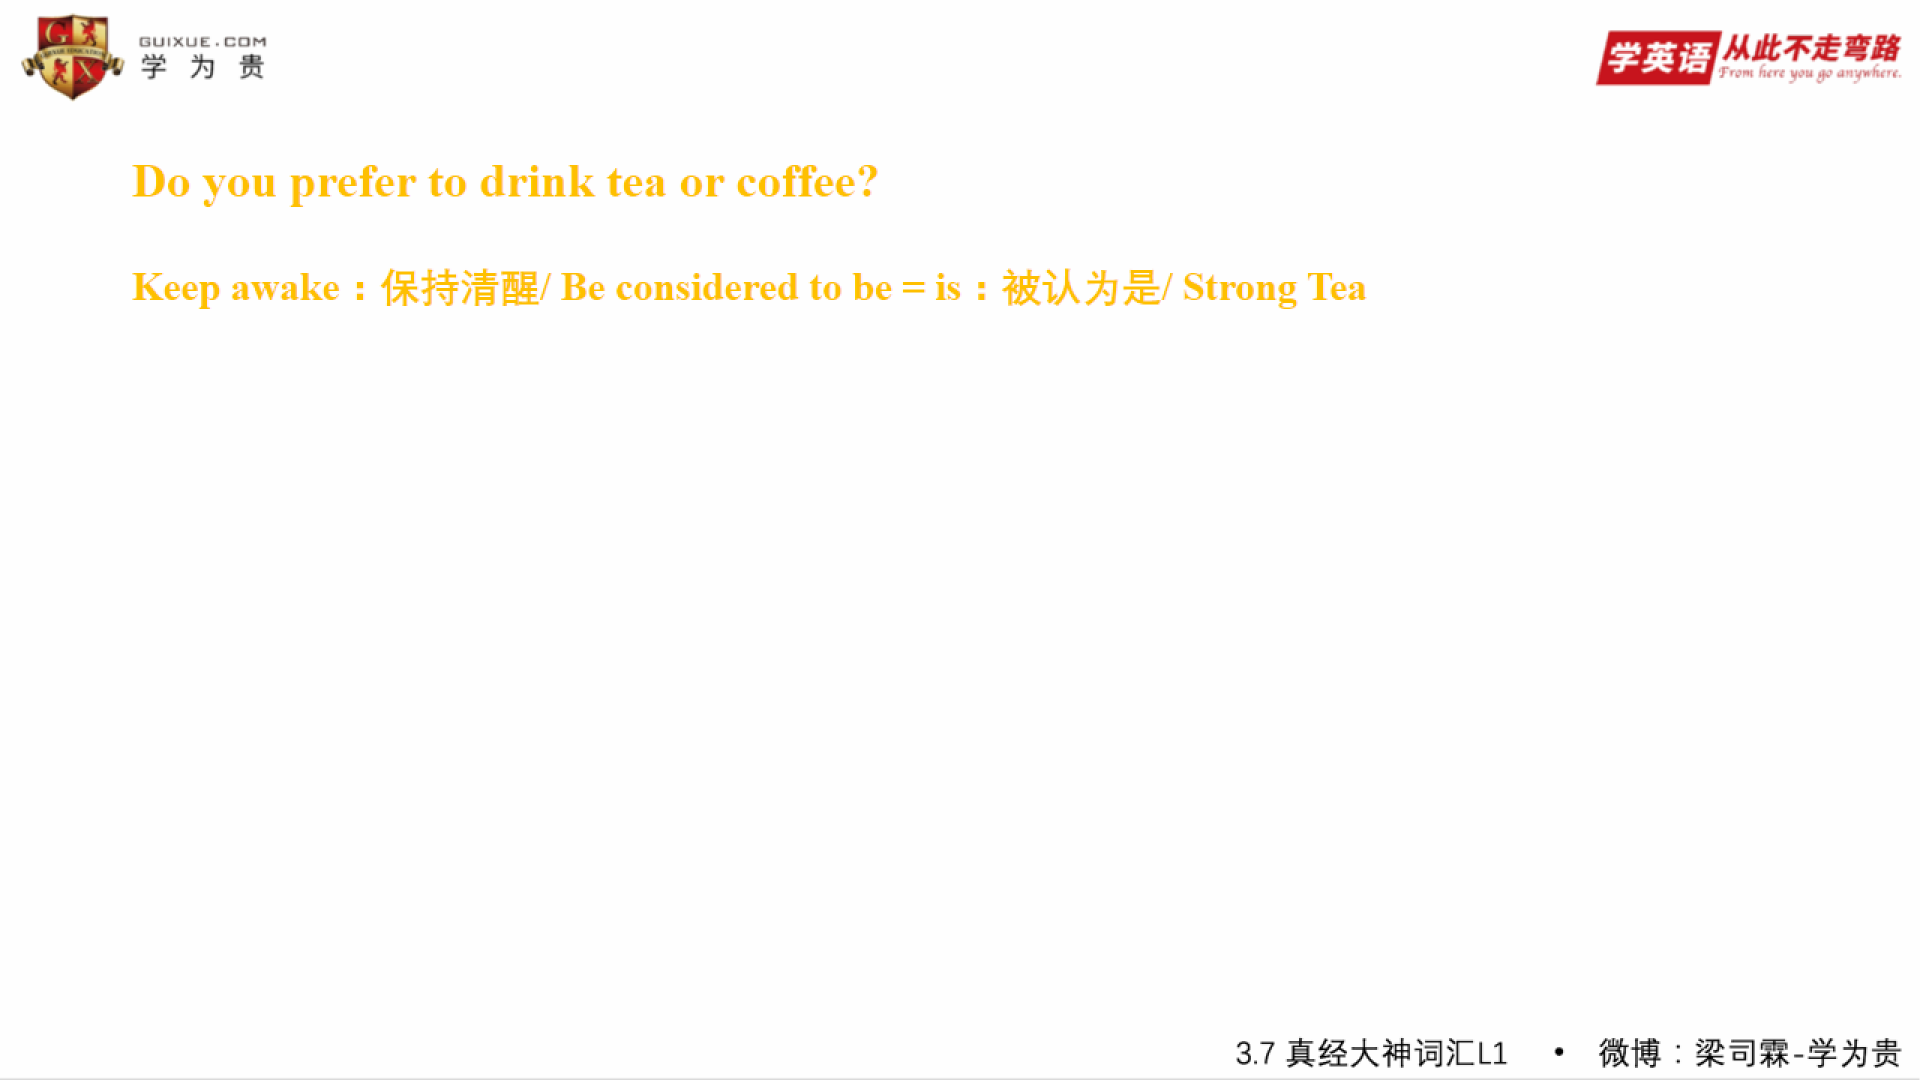 GUIXUE.COM
学为贵
学英语 从此不走弯路
From here you go anywhere.
Do you prefer to drink tea or coffee?
Keep awake：保持清醒/ Be considered to be = is：被认为是/ Strong Tea
3.7 真经大神词汇L1 • 微博：梁司霖-学为贵